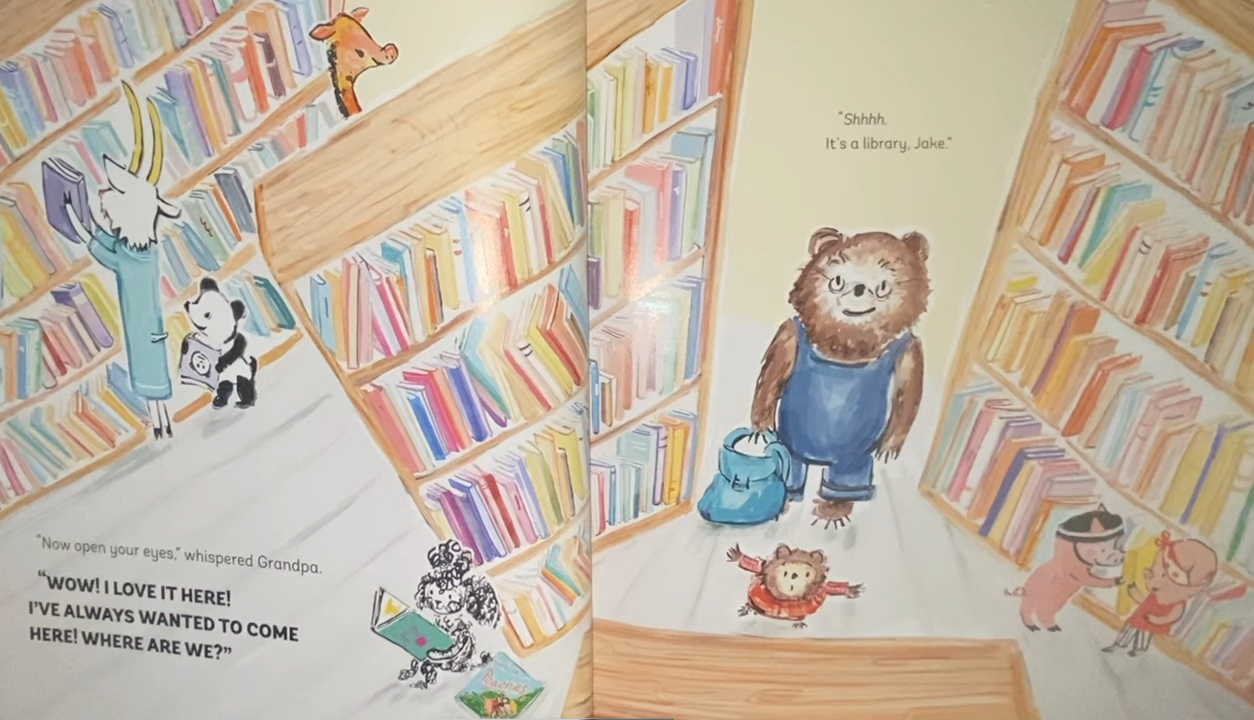 "Now open your eyes," whispered Grandpa.
"WOW! I LOVE IT HERE!
I'VE ALWAYS WANTED TO COME
HERE! WHERE ARE WE?"
"Shhhh.
It's a library, Jake."